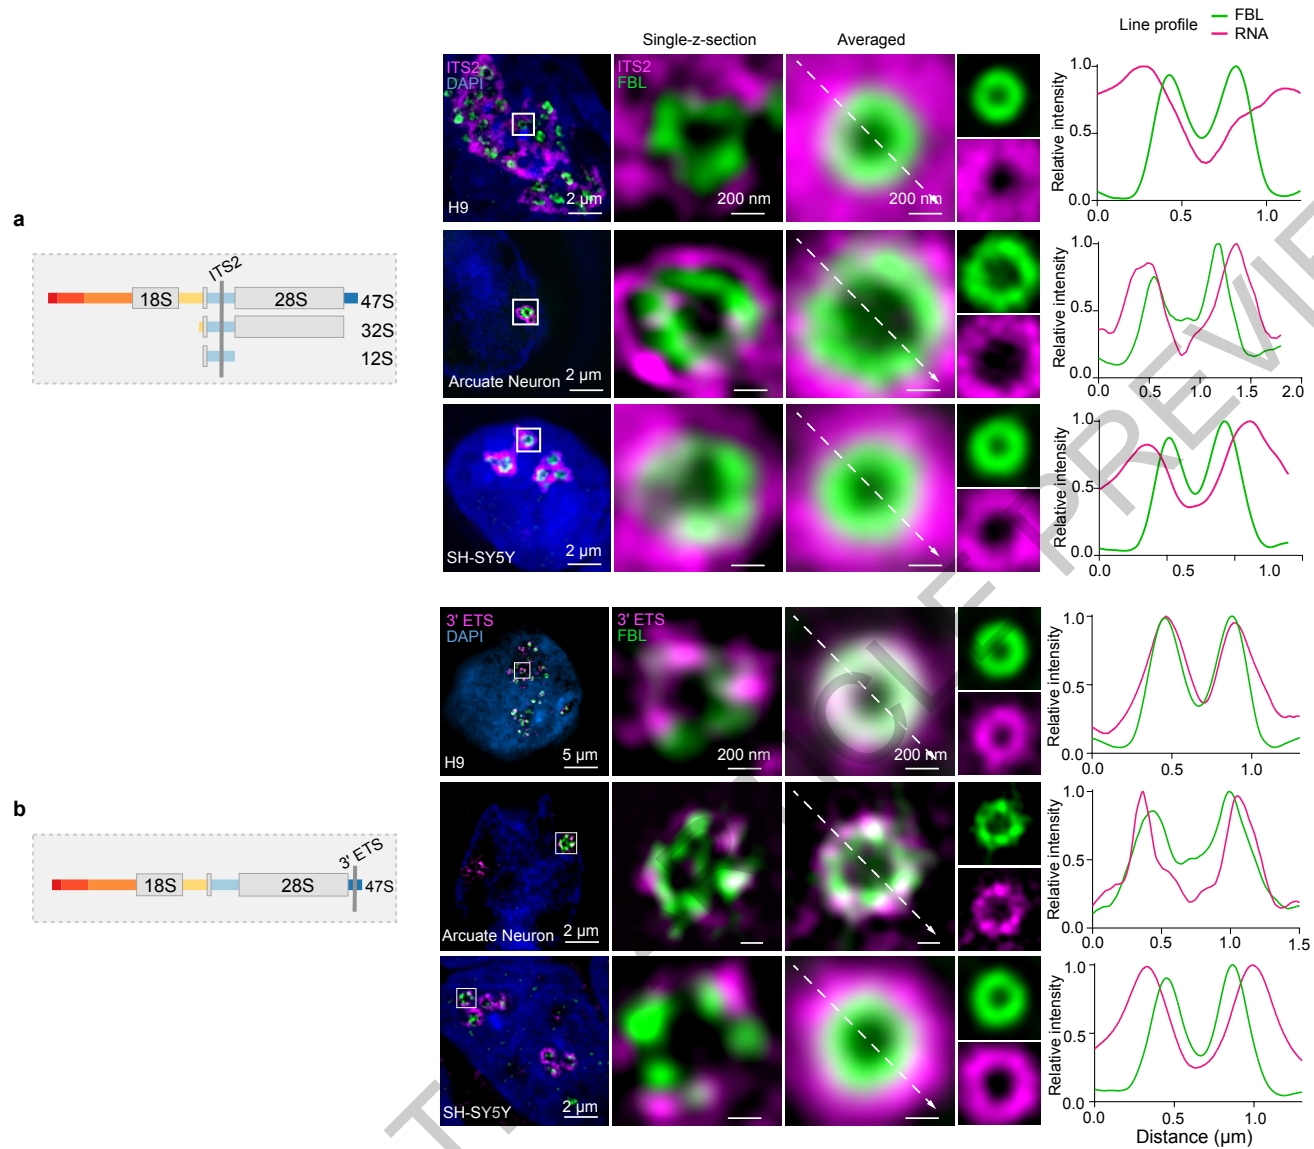 Line profile
FBL
RNA
Single-z-section
Averaged
a
ITS2
18S
28S
47S
32S
12S
ITS2
DAPI
H9
2 µm
ITS2
FBL
200 nm
200 nm
Relative intensity
1.0
0.5
1.0
0.0
0.5
1.0
Arcuate Neuron
2 µm
Relative intensity
1.0
0.5
0.0
0.0
0.5
1.0
1.5
2.0
SH-SY5Y
2 µm
Relative intensity
1.0
0.5
0.0
0.0
0.5
1.0
b
3' ETS
18S
28S
47S
3' ETS
DAPI
H9
5 µm
3' ETS
FBL
200 nm
200 nm
Relative intensity
1.0
0.5
0.0
0.0
0.5
1.0
Arcuate Neuron
2 µm
Relative intensity
1.0
0.5
0.0
0.0
0.5
1.0
1.5
SH-SY5Y
2 µm
Relative intensity
1.0
0.5
0.0
0.0
0.5
1.0
Distance (µm)